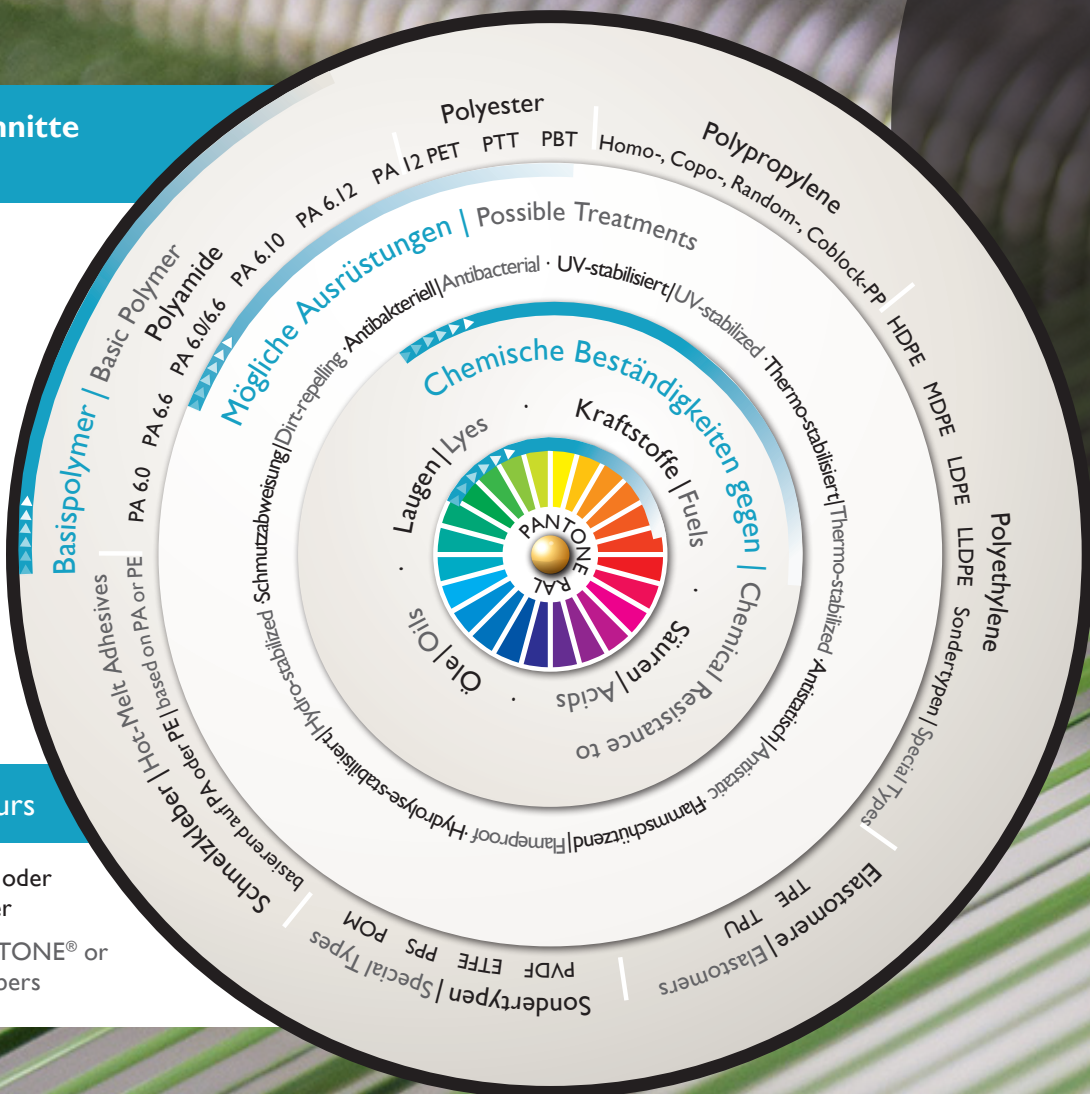 hnitte
urs
oder
er
TONE® or
bers
Basispolymer | Basic Polymer
Polyamide
PA 6.0 PA 6.6 PA 6.0/6.6 PA 6.10 PA 6.12 PA 12
Polyester
PET PTT PBT
Polypropylene
Homo-, Copo-, Random-, Coblock-PP
Polyethylene
HDPE MDPE LDPE LLDPE Sondertypen | Special Types
Elastomere | Elastomers
TPE TPU
Sondertypen | Special Types
PVDF ETFE PPS POM
Schmelzkleber | Hot-Melt Adhesives
basierend auf PA oder PE | based on PA or PE
Mögliche Ausrüstungen | Possible Treatments
Schmutzabweisung|Dirt-repelling · Antibakteriell|Antibacterial · UV-stabilisiert|UV-stabilized · Thermo-stabilisiert|Thermo-stabilized · Antistatisch|Antistatic · Flammschützend|Flameproof · Hydrolyse-stabilisiert|Hydro-stabilized ·
Chemische Beständigkeiten gegen | Chemical Resistance to
Laugen|Lyes · Kraftstoffe|Fuels · Säuren|Acids · Öle|Oils ·
PANTONE
RAL